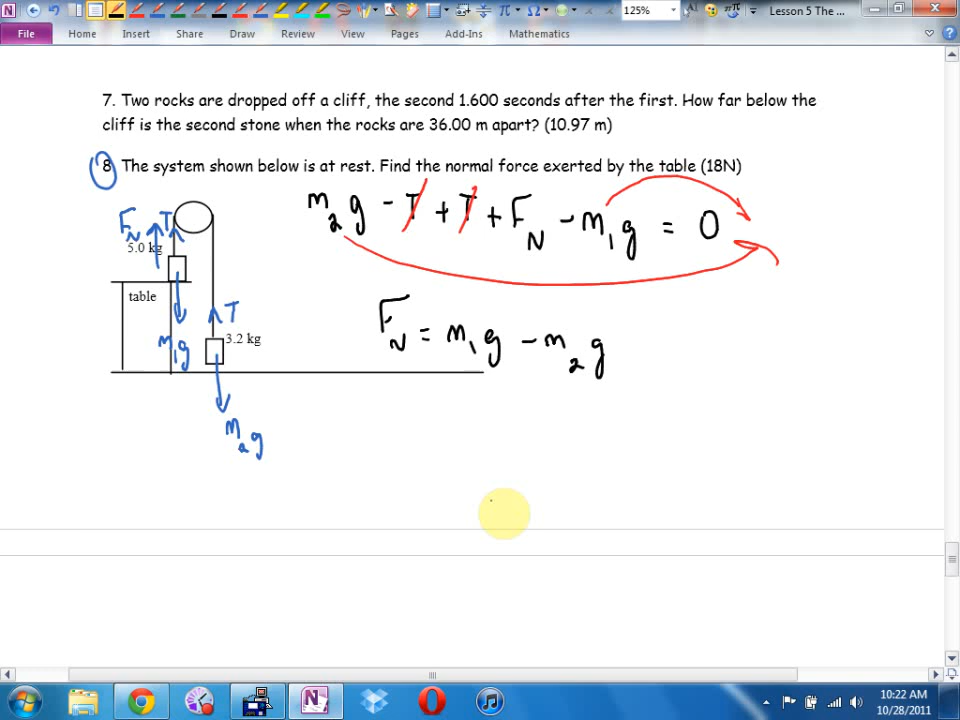 125%
Lesson 5 The ...
File Home Insert Share Draw Review View Pages Add-Ins Mathematics
7. Two rocks are dropped off a cliff, the second 1.600 seconds after the first. How far below the
cliff is the second stone when the rocks are 36.00 m apart? (10.97 m)
8. The system shown below is at rest. Find the normal force exerted by the table (18N)
m₂g - T + T + F_N - m₁g = 0
F_N T
5.0 kg
table
T
3.2 kg
m₁g
F_N = m₁g - m₂g
m₂g
10:22 AM
10/28/2011